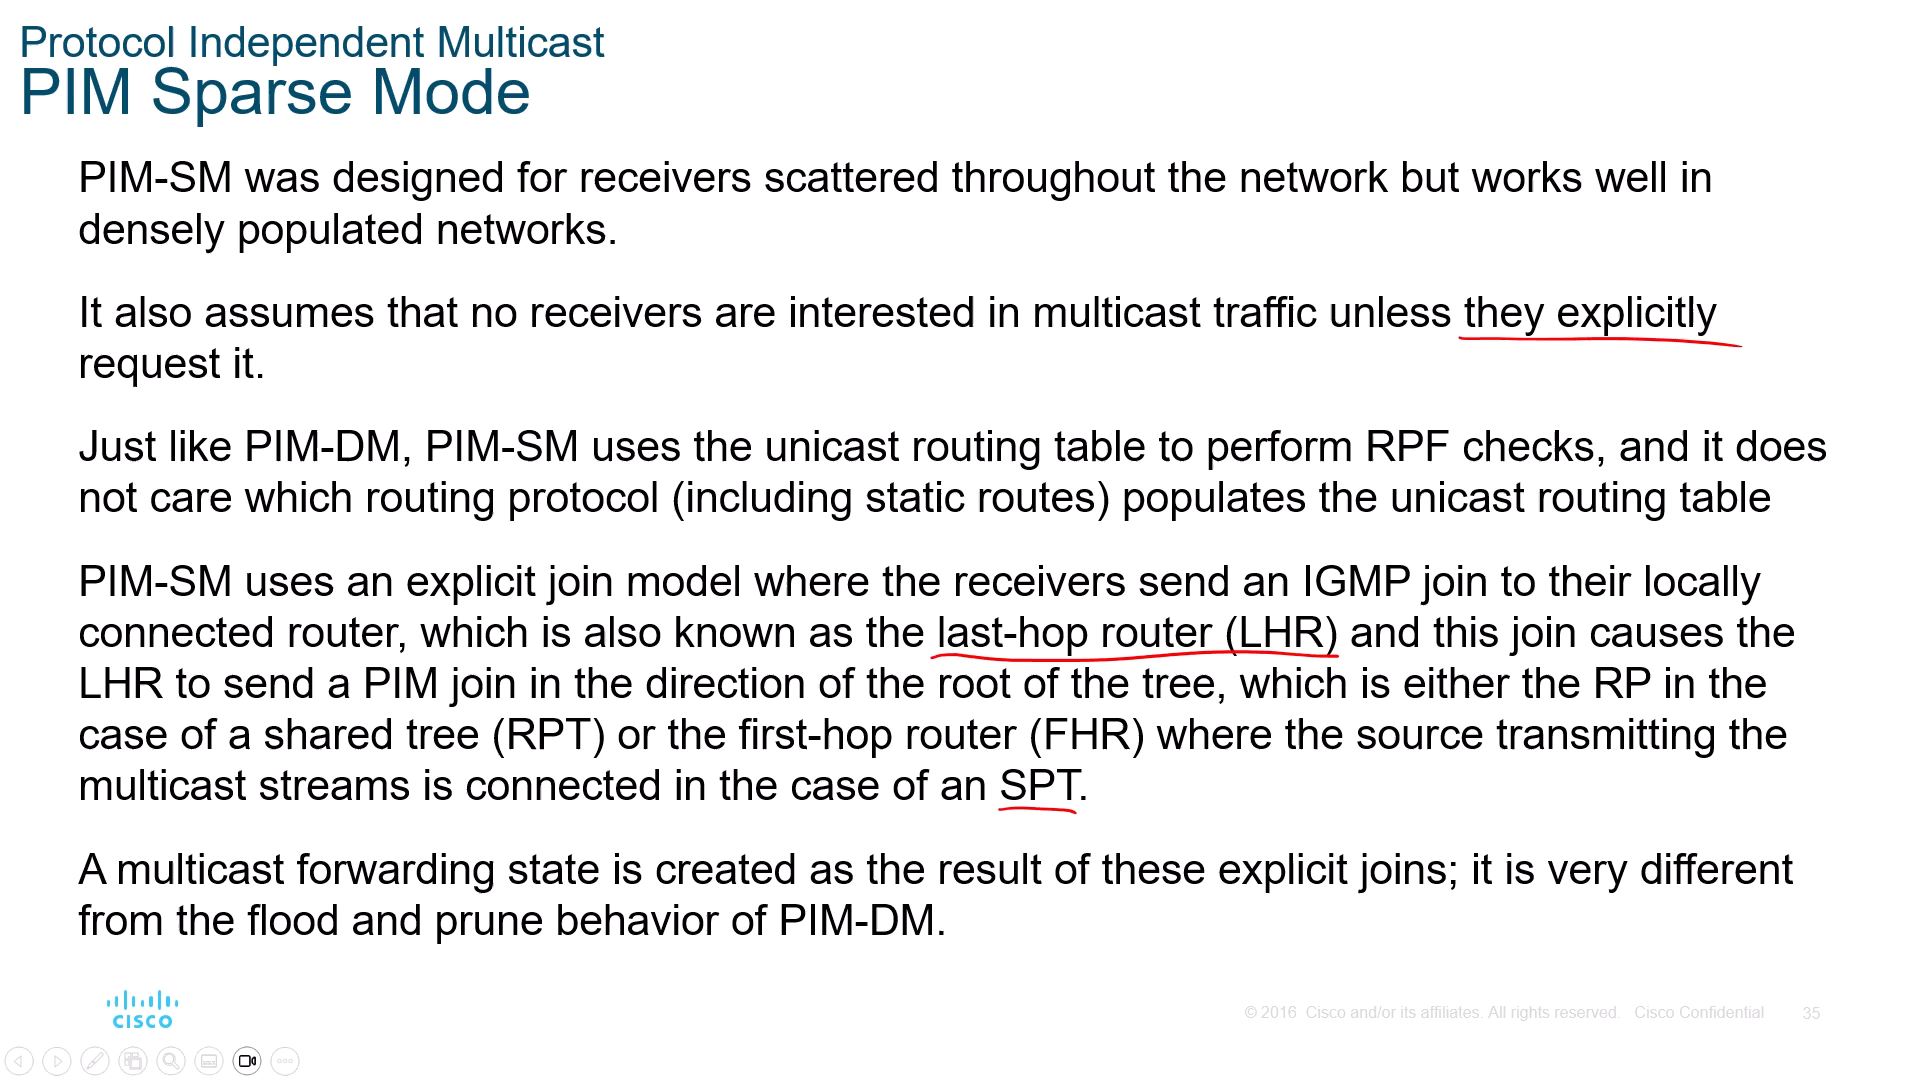 Protocol Independent Multicast
PIM Sparse Mode
PIM-SM was designed for receivers scattered throughout the network but works well in
densely populated networks.
It also assumes that no receivers are interested in multicast traffic unless they explicitly
request it.
Just like PIM-DM, PIM-SM uses the unicast routing table to perform RPF checks, and it does
not care which routing protocol (including static routes) populates the unicast routing table
PIM-SM uses an explicit join model where the receivers send an IGMP join to their locally
connected router, which is also known as the last-hop router (LHR) and this join causes the
LHR to send a PIM join in the direction of the root of the tree, which is either the RP in the
case of a shared tree (RPT) or the first-hop router (FHR) where the source transmitting the
multicast streams is connected in the case of an SPT.
A multicast forwarding state is created as the result of these explicit joins; it is very different
from the flood and prune behavior of PIM-DM.
CISCO
© 2016 Cisco and/or its affiliates. All rights reserved. Cisco Confidential 35